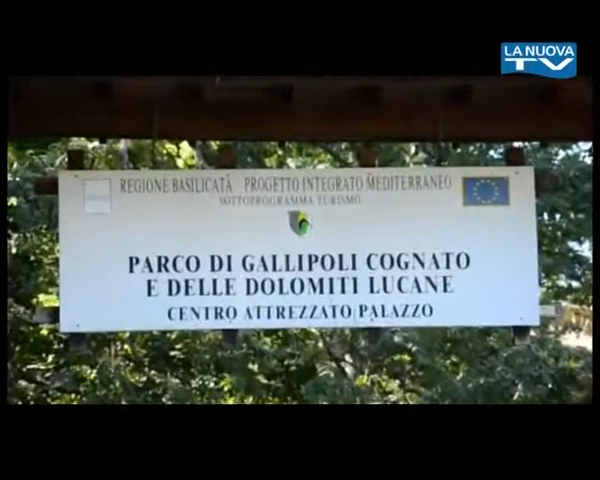 LA NUOVA
TV
REGIONE BASILICATA PROGETTO INTEGRATO MEDITERRANEO
SOTTOPROGRAMMA TURISMO
PARCO DI GALLIPOLI COGNATO
E DELLE DOLOMITI LUCANE
CENTRO ATTREZZATO PALAZZO